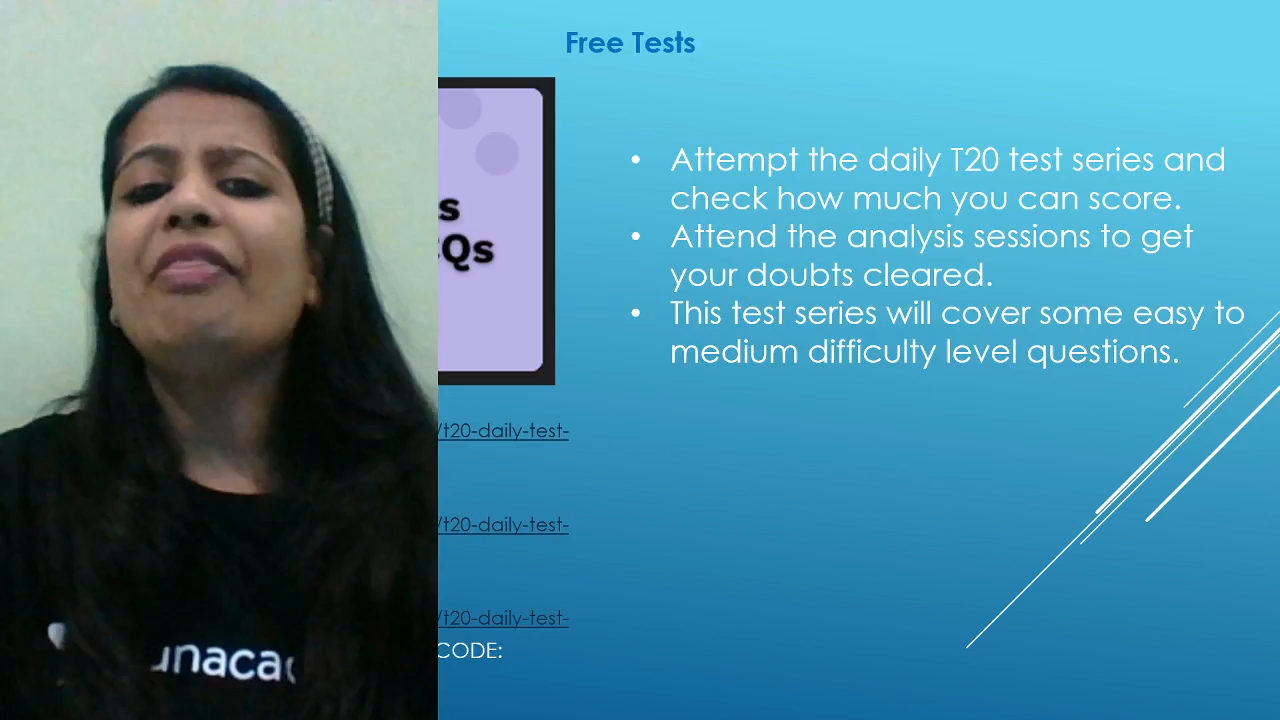 Free Tests
s
Qs
• Attempt the daily T20 test series and
check how much you can score.
• Attend the analysis sessions to get
your doubts cleared.
• This test series will cover some easy to
medium difficulty level questions.
/t20-daily-test-
/t20-daily-test-
/t20-daily-test-
CODE:
unaca